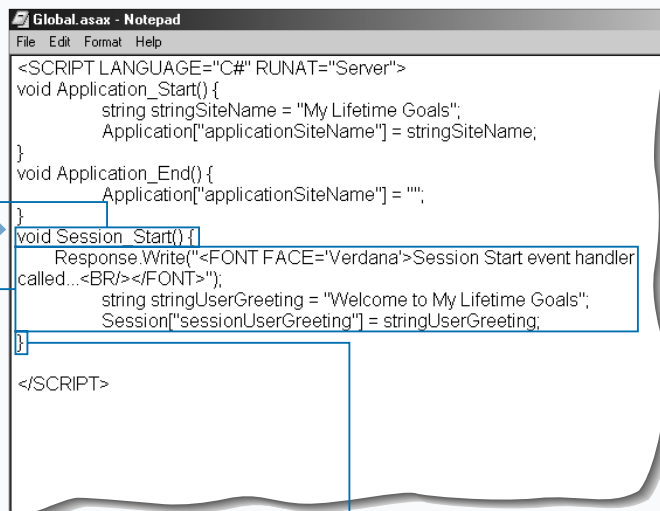 Global.asax - Notepad
File Edit Format Help
<SCRIPT LANGUAGE="C#" RUNAT="Server">
void Application_Start() {
string stringSiteName = "My Lifetime Goals";
Application["applicationSiteName"] = stringSiteName;
}
void Application_End() {
Application["applicationSiteName"] = "";
}
void Session_Start() {
Response.Write("<FONT FACE='Verdana'>Session Start event handler
called...<BR/></FONT>");
string stringUserGreeting = "Welcome to My Lifetime Goals";
Session["sessionUserGreeting"] = stringUserGreeting;
}
</SCRIPT>